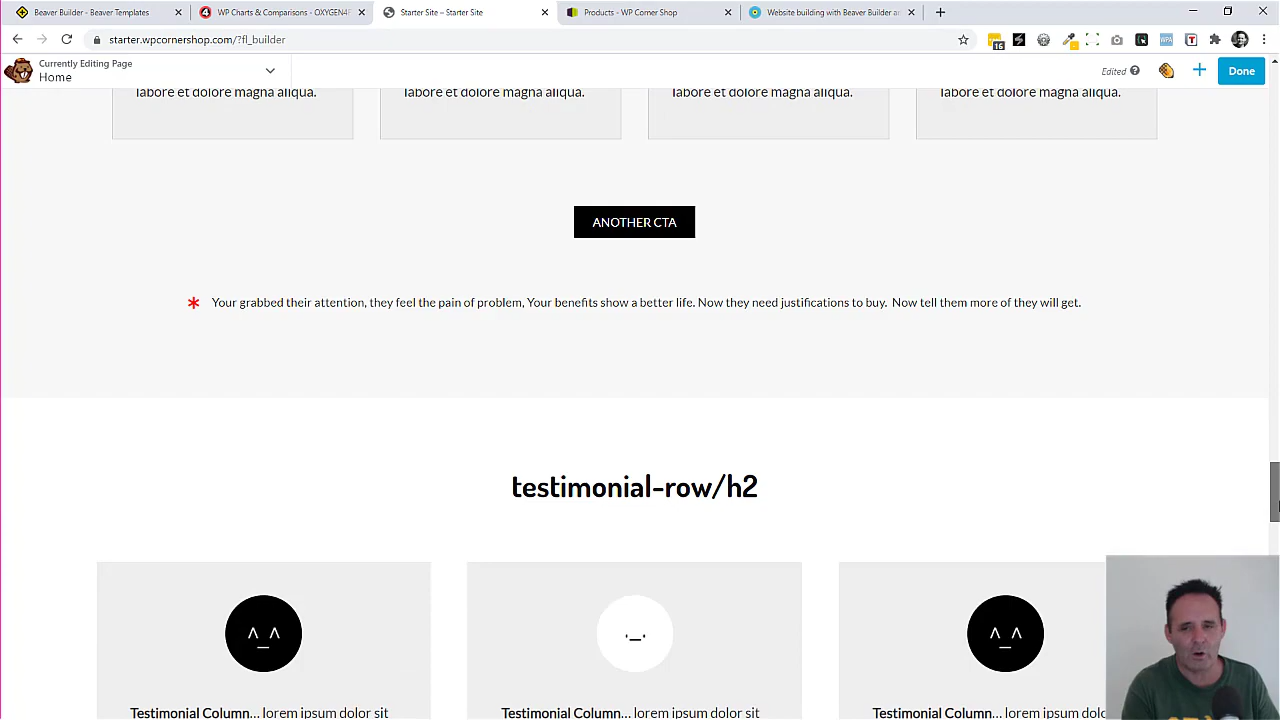 Beaver Builder - Beaver Templates
WP Charts & Comparisons - OXYGEN4F
Starter Site – Starter Site
Products - WP Corner Shop
Website building with Beaver Builder an
starter.wpcornershop.com/?fl_builder
16
Currently Editing Page
Home
Edited
Done
labore et dolore magna aliqua.
labore et dolore magna aliqua.
labore et dolore magna aliqua.
labore et dolore magna aliqua.
ANOTHER CTA
* Your grabbed their attention, they feel the pain of problem, Your benefits show a better life. Now they need justifications to buy. Now tell them more of they will get.
testimonial-row/h2
^_^
._.
^_^
Testimonial Column... lorem ipsum dolor sit
Testimonial Column... lorem ipsum dolor sit
Testimonial Column... lorem